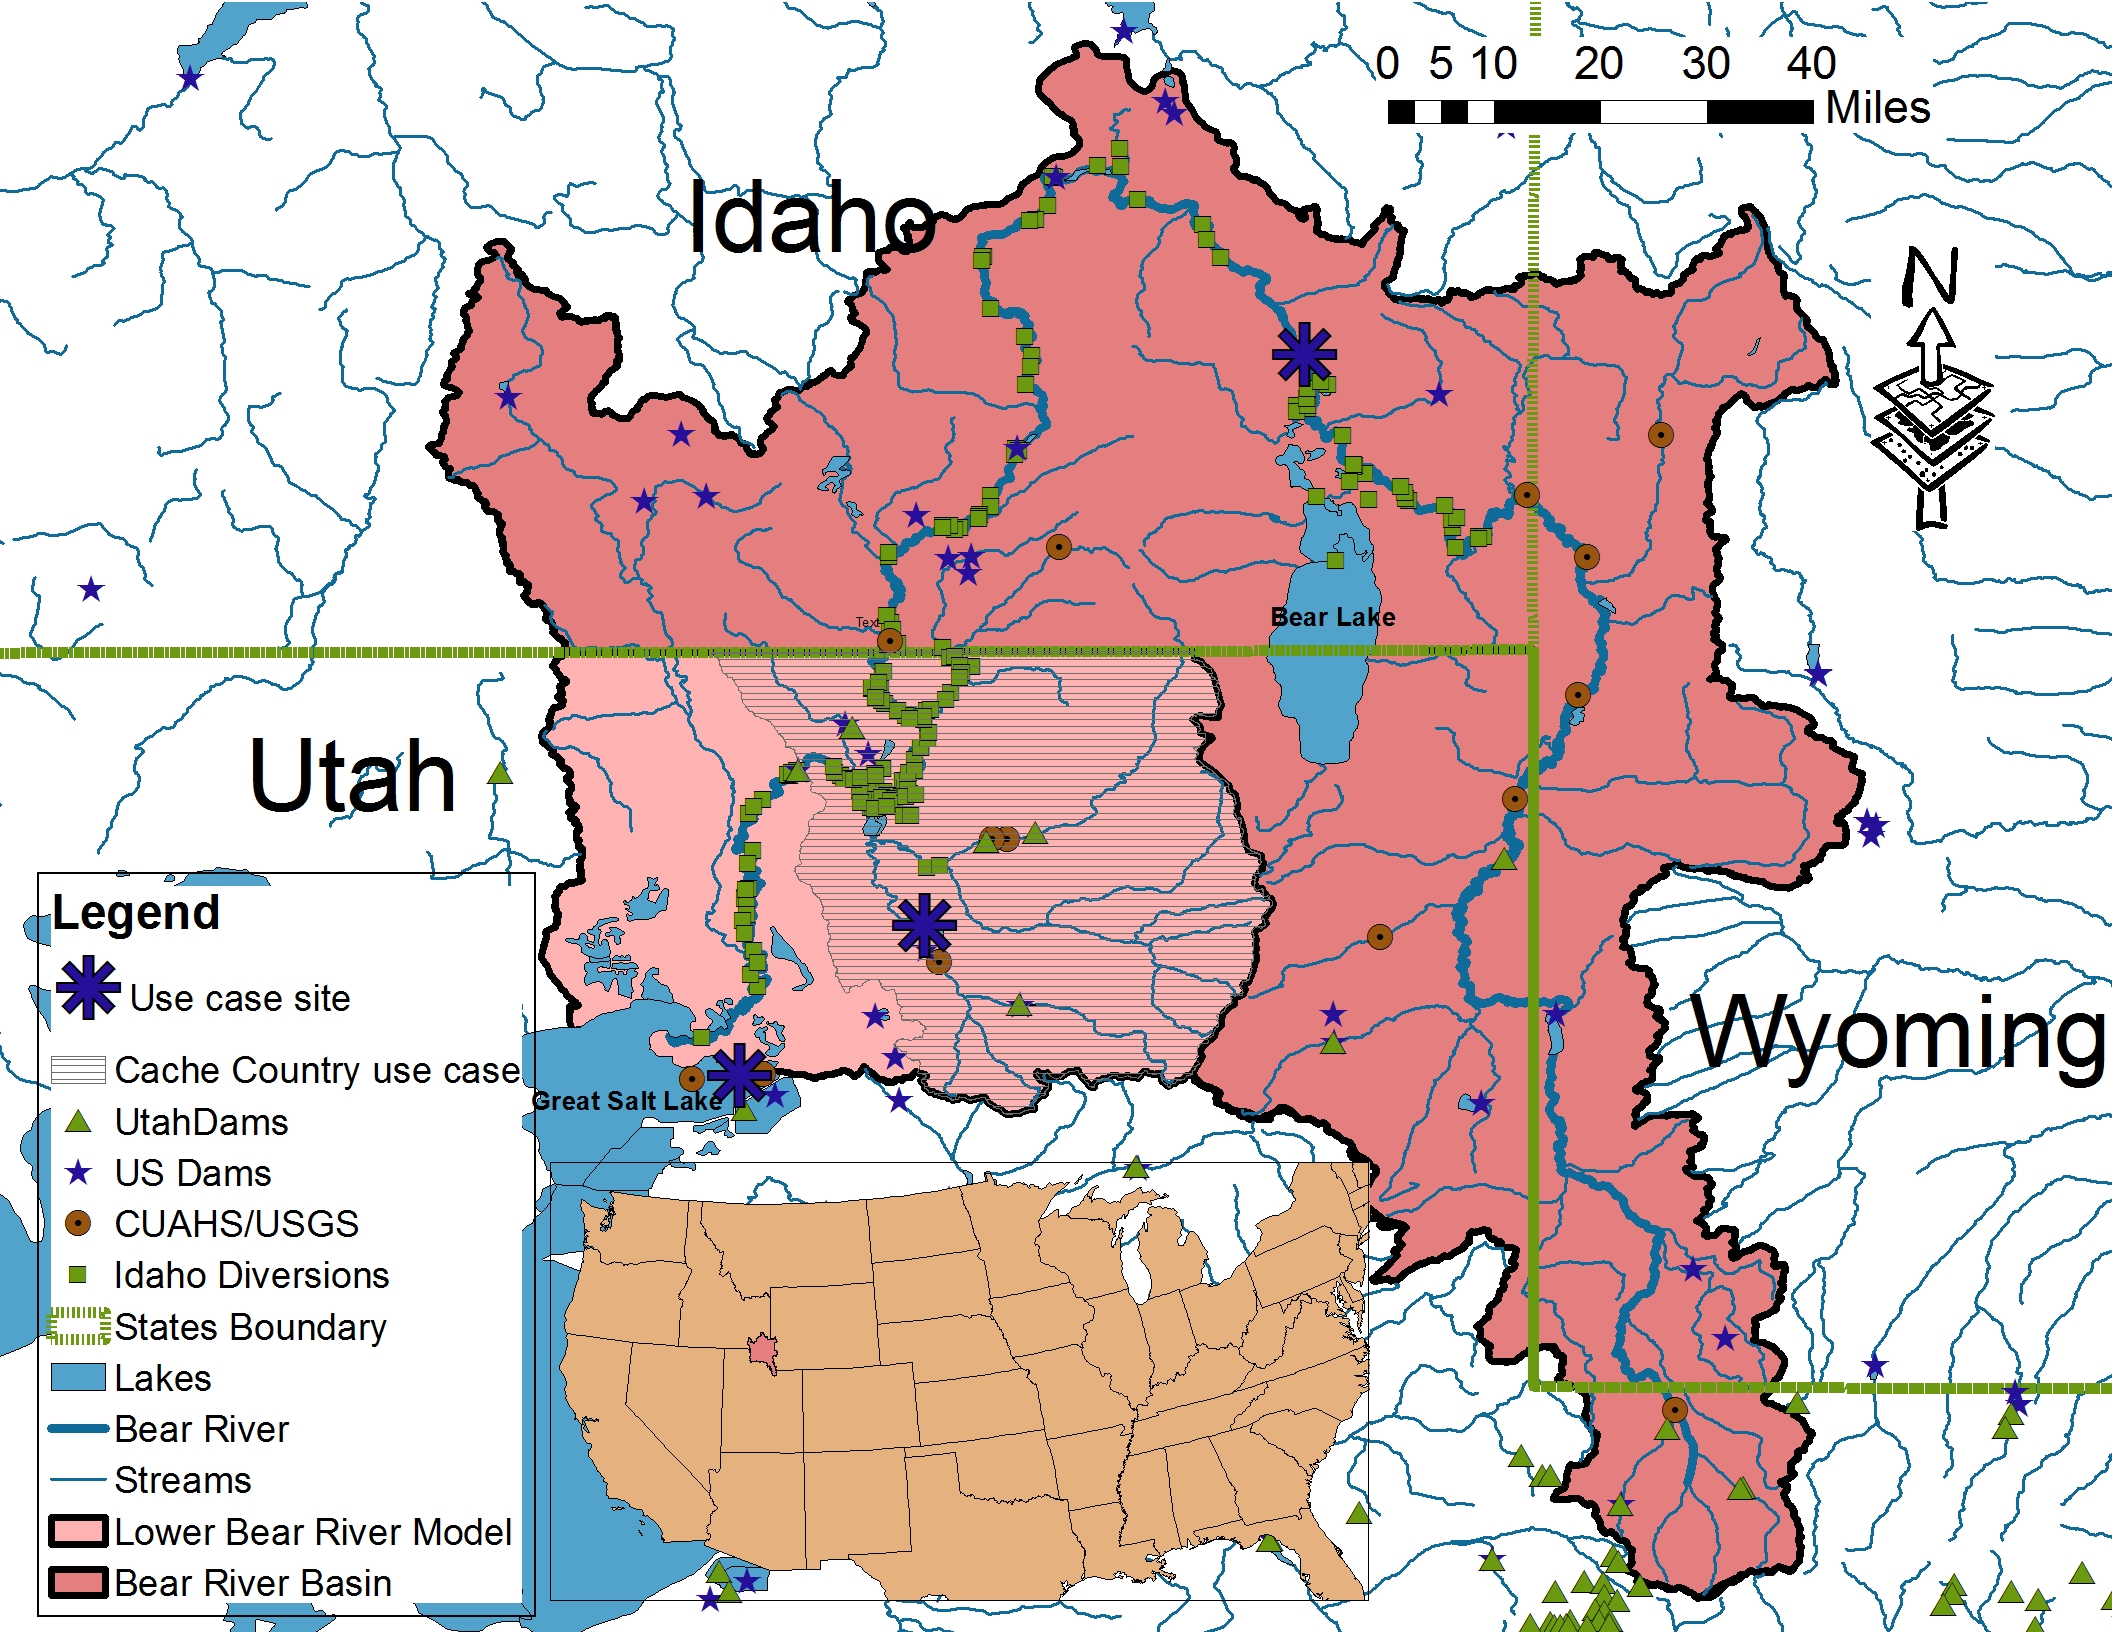 0 5 10 20 30 40
Miles
Idaho
N
Bear Lake
Text
Utah
Legend
Use case site
Cache Country use case
UtahDams
US Dams
CUAHS/USGS
Idaho Diversions
States Boundary
Lakes
Bear River
Streams
Lower Bear River Model
Bear River Basin
Wyoming
Great Salt Lake